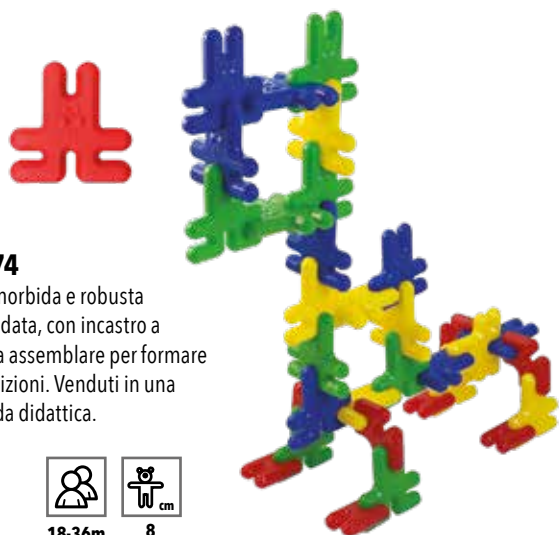 74
morbida e robusta
data, con incastro a
a assemblare per formare
izioni. Venduti in una
da didattica.
cm
18-36m
8